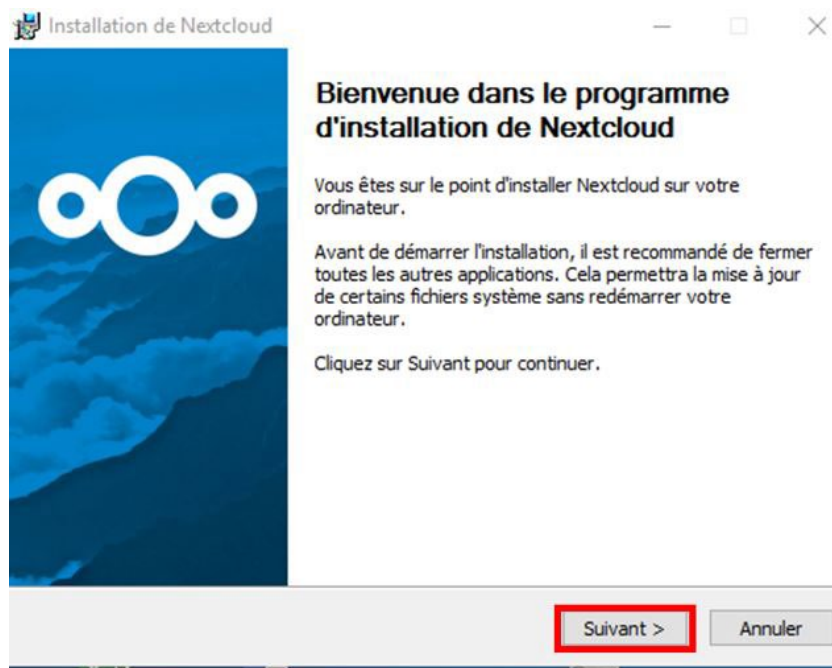 Installation de Nextcloud
Bienvenue dans le programme
d'installation de Nextcloud
Vous êtes sur le point d'installer Nextcloud sur votre
ordinateur.
Avant de démarrer l'installation, il est recommandé de fermer
toutes les autres applications. Cela permettra la mise à jour
de certains fichiers système sans redémarrer votre
ordinateur.
Cliquez sur Suivant pour continuer.
Suivant > Annuler